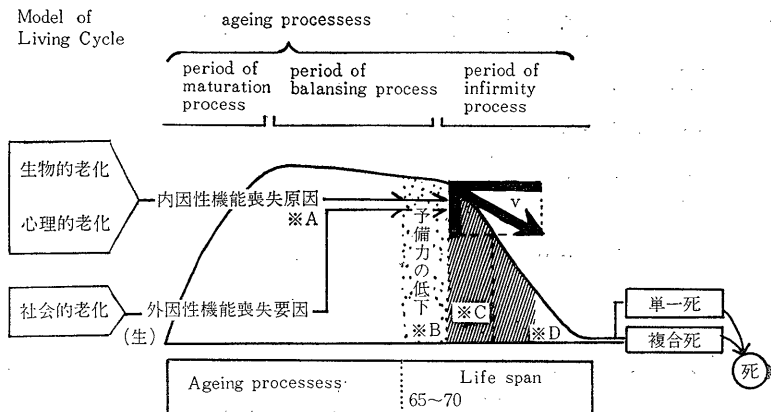 Model of
Living Cycle
ageing processess
period of
maturation
process
period of
balansing process
period of
infirmity
process
生物的老化
心理的老化
内因性機能喪失原因
※A
社会的老化
外因性機能喪失要因
(生)
予備力の低下
※B
※C
※D
v
単一死
複合死
死
Ageing processess
Life span
65~70